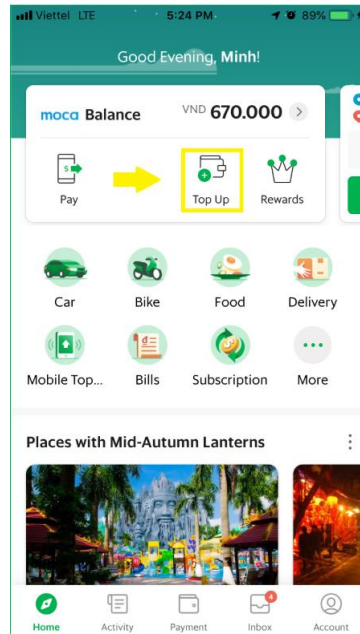 Viettel LTE 5:24 PM 89%
Good Evening, Minh!
moca Balance VND 670.000 >
Pay Top Up Rewards
Car Bike Food Delivery
Mobile Top... Bills Subscription More
Places with Mid-Autumn Lanterns
4
Home Activity Payment Inbox Account